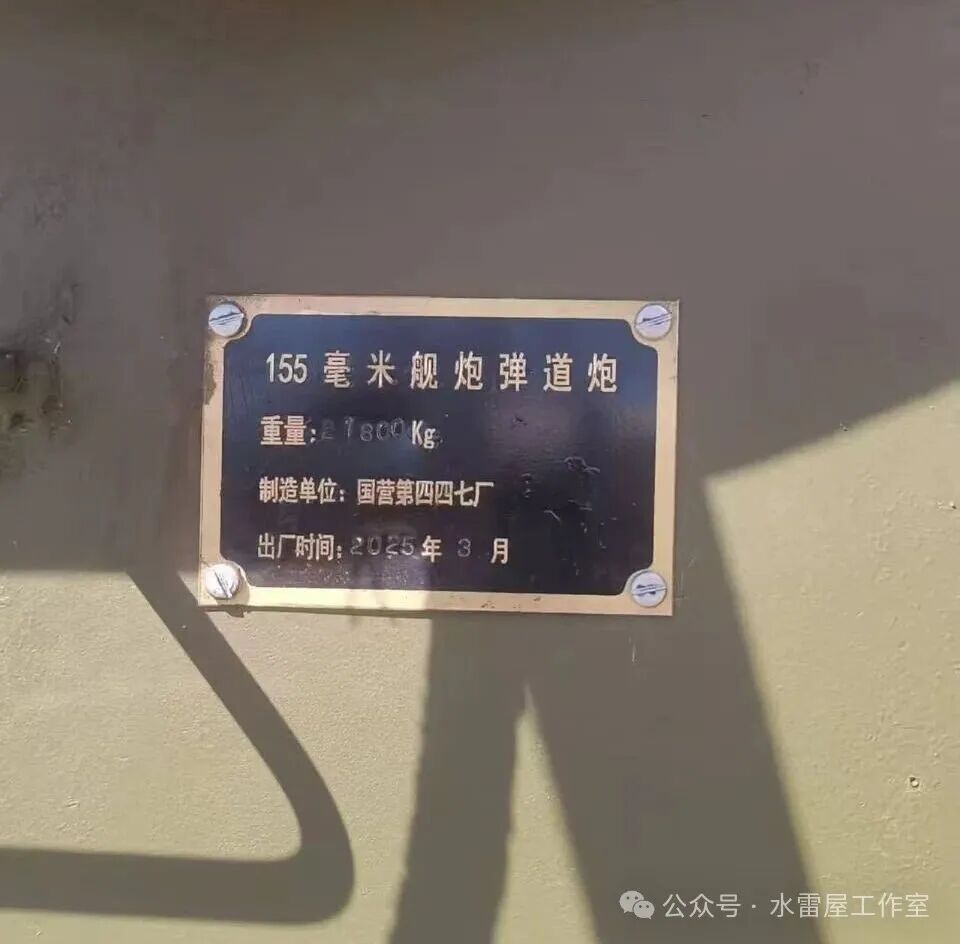 155毫米舰炮弹道炮
重量:21800Kg
制造单位:国营第四四七厂
出厂时间:2025年3月
公众号·水雷屋工作室